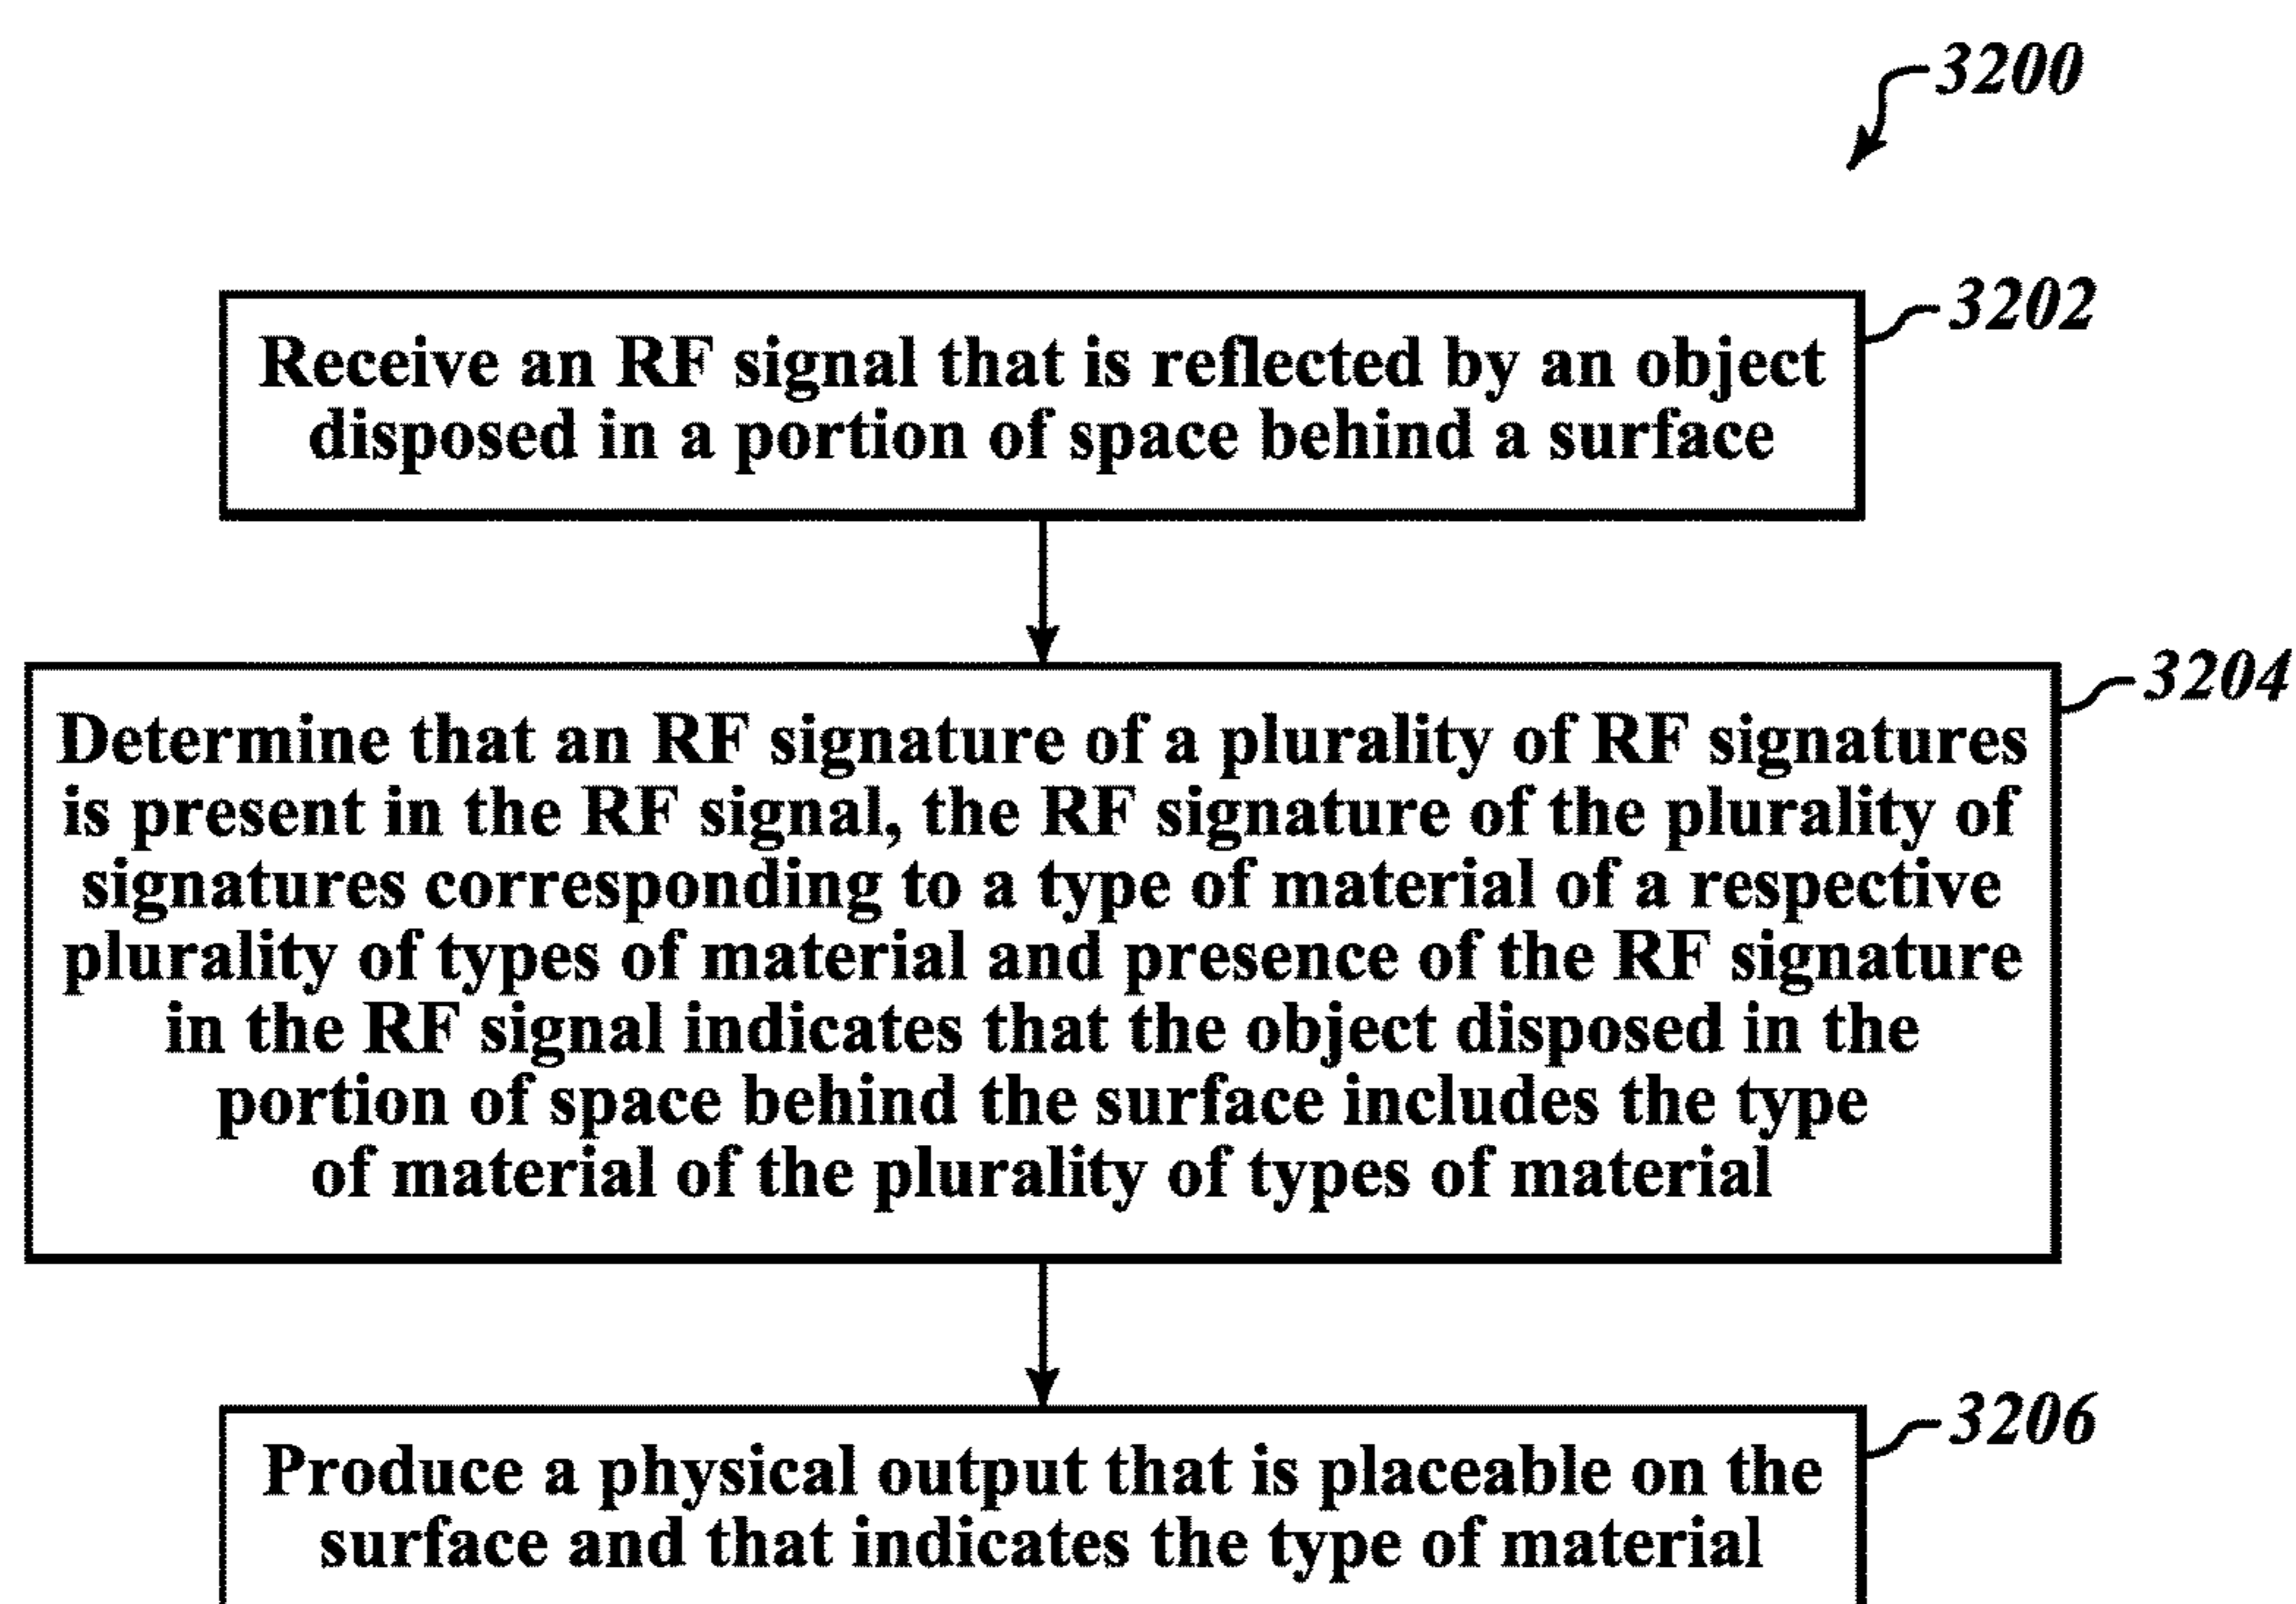 3200
3202
Receive an RF signal that is reflected by an object
disposed in a portion of space behind a surface
3204
Determine that an RF signature of a plurality of RF signatures
is present in the RF signal, the RF signature of the plurality of
signatures corresponding to a type of material of a respective
plurality of types of material and presence of the RF signature
in the RF signal indicates that the object disposed in the
portion of space behind the surface includes the type
of material of the plurality of types of material
3206
Produce a physical output that is placeable on the
surface and that indicates the type of material